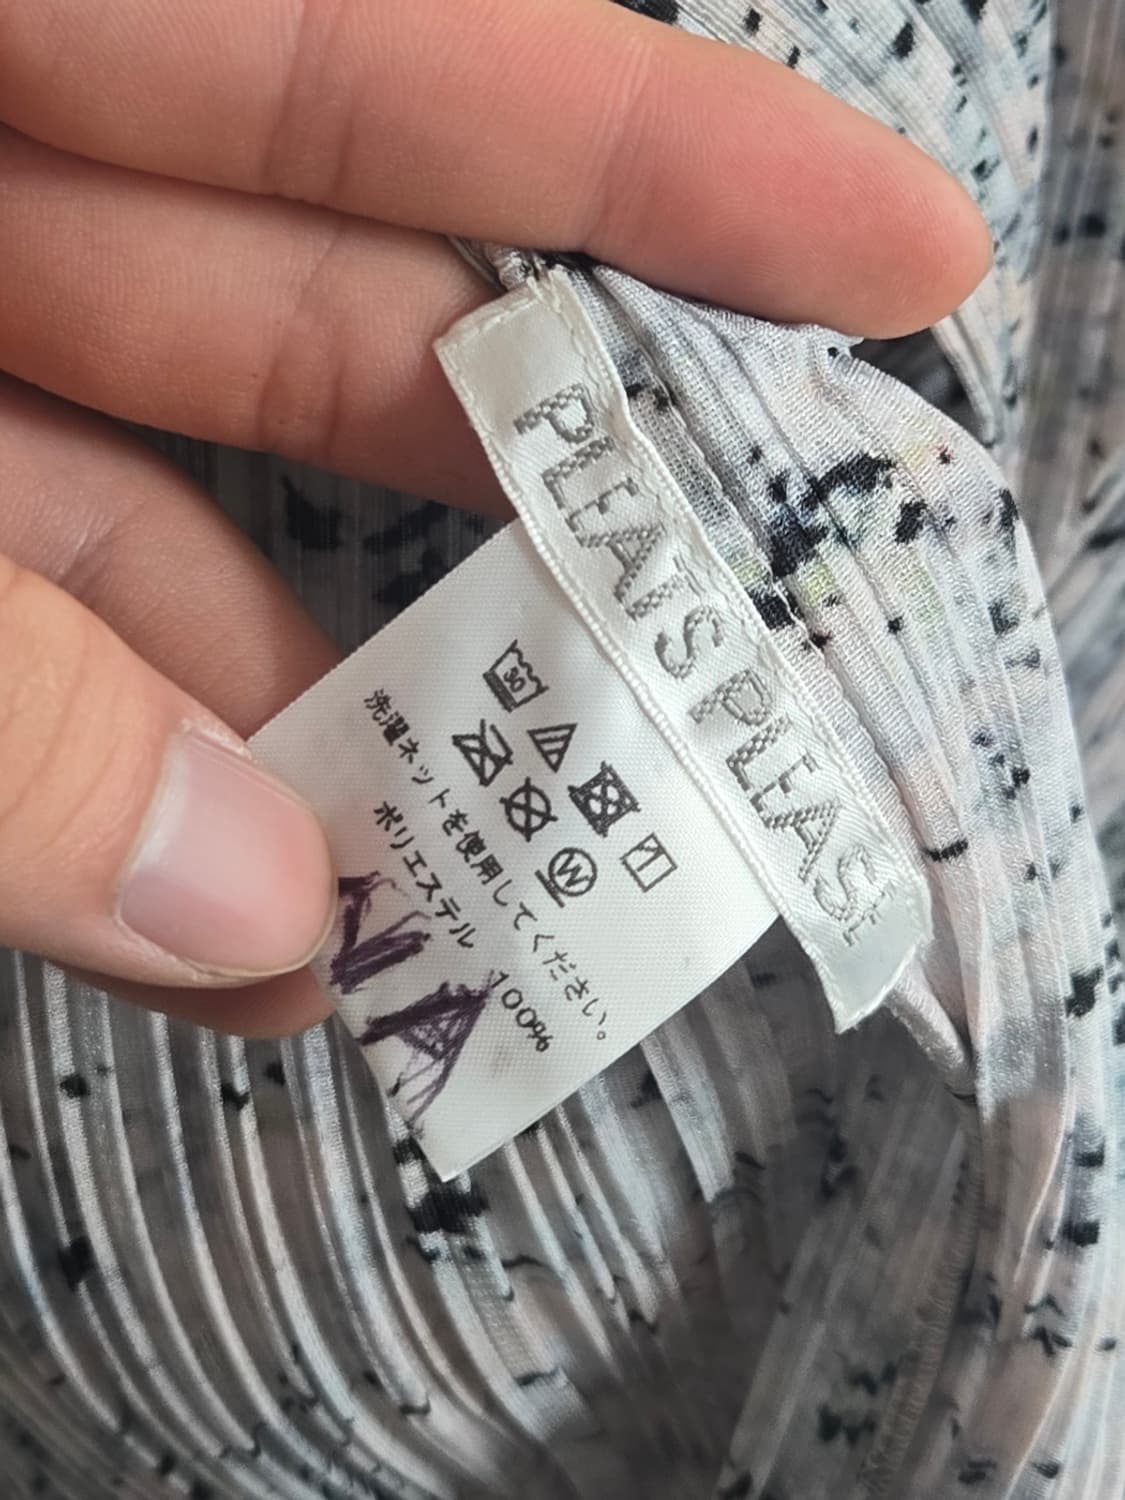 PLEATS PLEASE
30
W
洗濯ネットを使用してください。
ポリエステル 100%